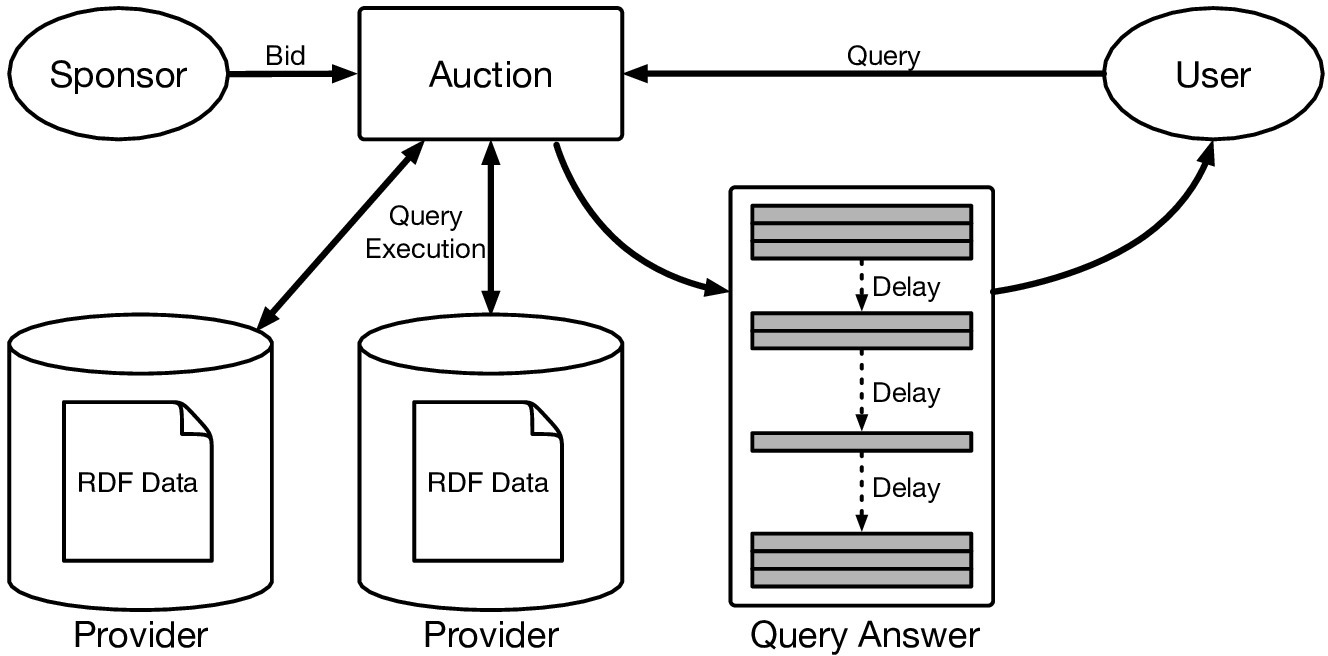 Sponsor
Bid
Auction
Query
User
Query
Execution
Delay
Delay
Delay
RDF Data
RDF Data
Provider
Provider
Query Answer